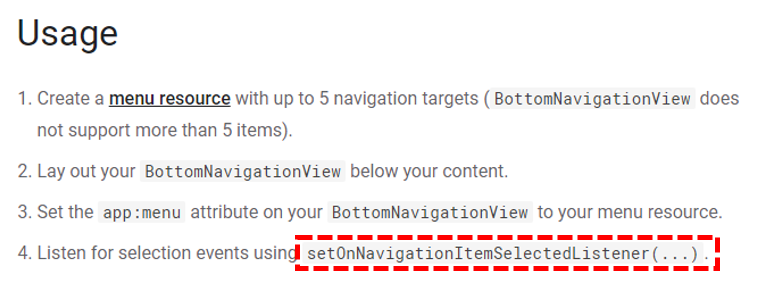 Usage
1. Create a menu resource with up to 5 navigation targets ( BottomNavigationView does
not support more than 5 items).
2. Lay out your BottomNavigationView below your content.
3. Set the app:menu attribute on your BottomNavigationView to your menu resource.
4. Listen for selection events using setOnNavigationItemSelectedListener(...) .